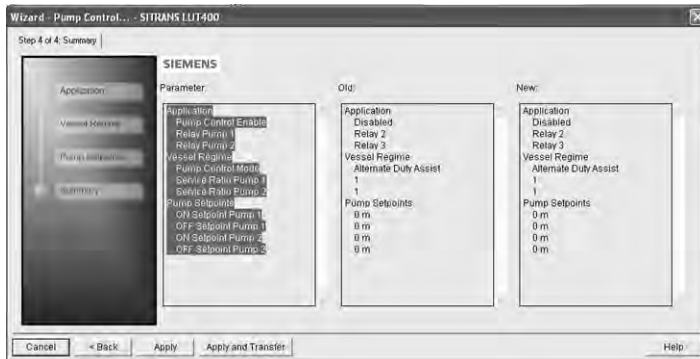 Wizard - Pump Control... - SITRANS LUT400
Step 4 of 4: Summary
SIEMENS
Application
Vessel Regime
Pump Setpoints
Summary
Parameter:
Application
Pump Control Enable
Relay Pump 1
Relay Pump 2
Vessel Regime
Pump Control Mode
Service Ratio Pump 1
Service Ratio Pump 2
Pump Setpoints
ON Setpoint Pump 1
OFF Setpoint Pump 1
ON Setpoint Pump 2
OFF Setpoint Pump 2
Old:
Application
Disabled
Relay 2
Relay 3
Vessel Regime
Alternate Duty Assist
1
1
Pump Setpoints
0 m
0 m
0 m
0 m
New:
Application
Disabled
Relay 2
Relay 3
Vessel Regime
Alternate Duty Assist
1
1
Pump Setpoints
0 m
0 m
0 m
0 m
Cancel
< Back
Apply
Apply and Transfer
Help